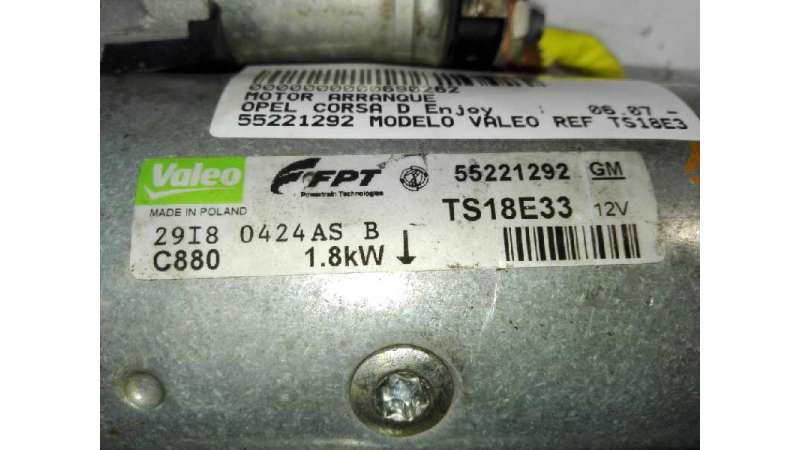 0000000000690262
MOTOR ARRANQUE
OPEL CORSA D Enjoy : 06.07 -
55221292 MODELO VALEO REF TS18E3
Valeo FPT 55221292 GM
Powertrain Technologies
MADE IN POLAND TS18E33 12V
29I8 0424AS B
C880 1.8kW ↓